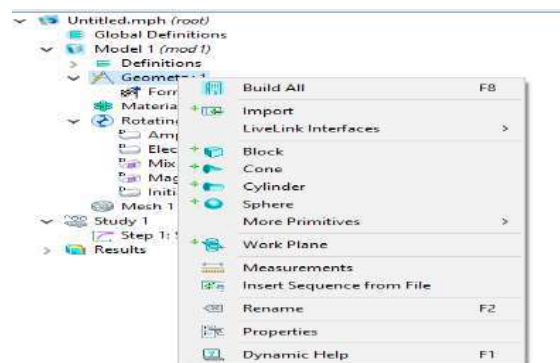 Untitled.mph (root)
Global Definitions
Model 1 (mod1)
Definitions
Geometry 1
Materia
Rotating
Amp
Elec
Mix
Mag
Initi
Mesh 1
Study 1
Step 1:
Results
Build All F8
Import
LiveLink Interfaces >
Block
Cone
Cylinder
Sphere
More Primitives >
Work Plane
Measurements
Insert Sequence from File
Rename F2
Properties
Dynamic Help F1